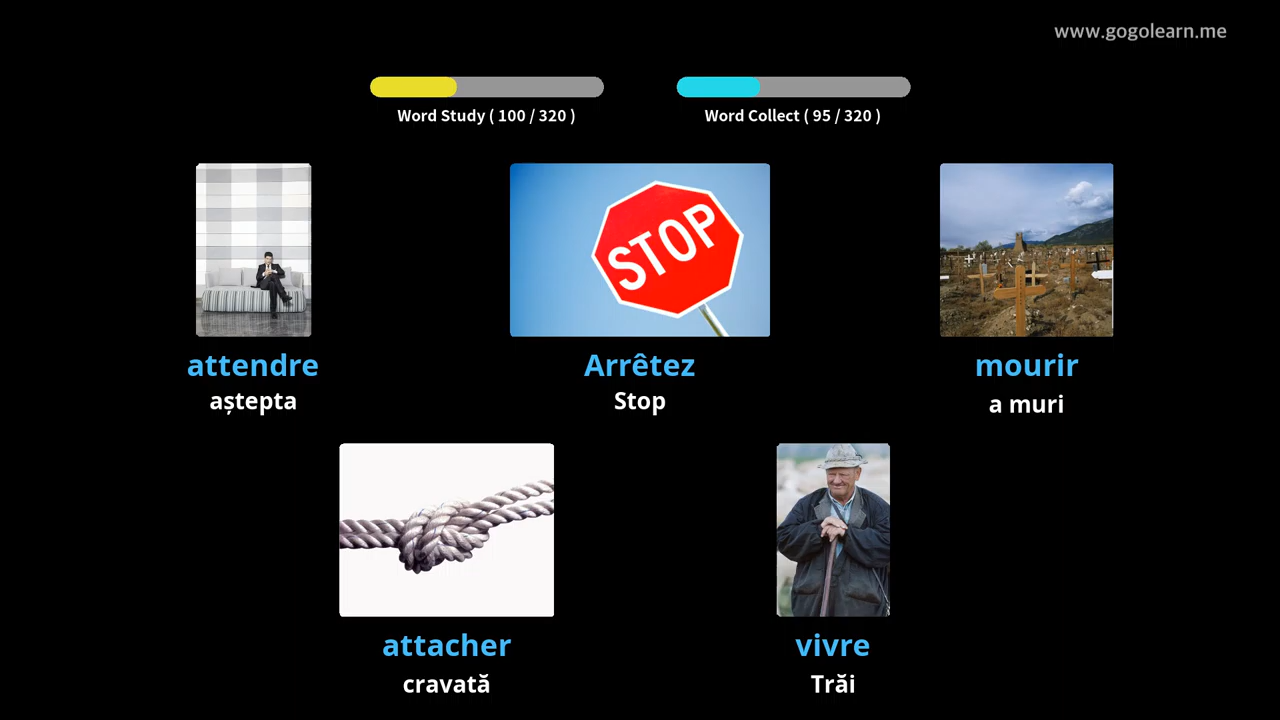 www.gogolearn.me
Word Study ( 100 / 320 )
Word Collect ( 95 / 320 )
STOP
attendre
aștepta
Arrêtez
Stop
mourir
a muri
attacher
cravată
vivre
Trăi